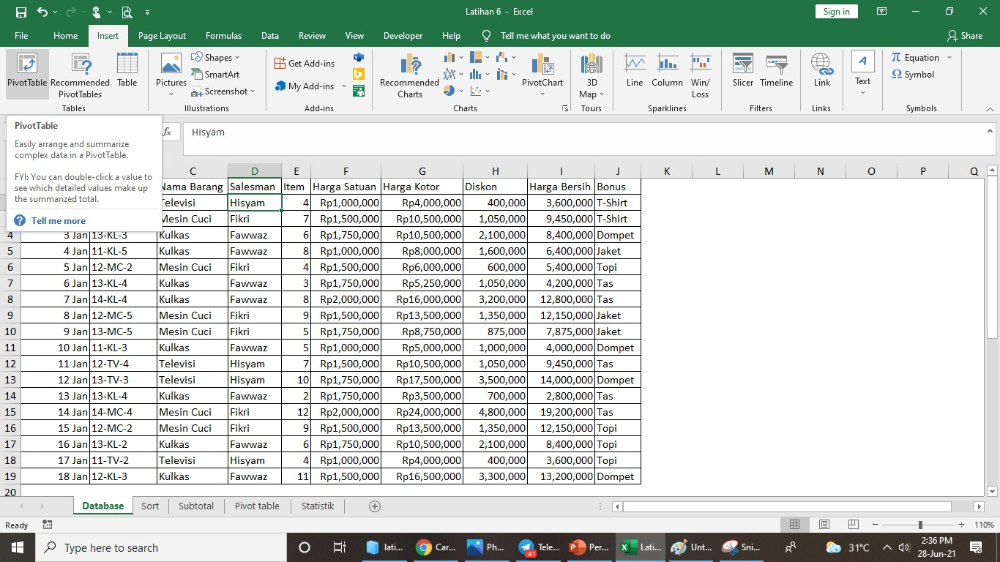 Latihan 6 - Excel
Sign in
File Home Insert Page Layout Formulas Data Review View Developer Help Tell me what you want to do Share
PivotTable
Recommended PivotTables
Table
Tables
Pictures
Shapes
SmartArt
Screenshot
Illustrations
Get Add-ins
My Add-ins
Add-ins
Recommended Charts
PivotChart
Charts
3D Map
Tours
Line
Column
Win/Loss
Sparklines
Slicer
Timeline
Filters
Link
Links
Text
Equation
Symbol
Symbols
PivotTable
Easily arrange and summarize
complex data in a PivotTable.
FYI: You can double-click a value to
see which detailed values make up
the summarized total.
Tell me more
fx Hisyam
C D E F G H I J K L M N O P Q
Nama Barang Salesman Item Harga Satuan Harga Kotor Diskon Harga Bersih Bonus
Televisi Hisyam 4 Rp1,000,000 Rp4,000,000 400,000 3,600,000 T-Shirt
Mesin Cuci Fikri 7 Rp1,500,000 Rp10,500,000 1,050,000 9,450,000 T-Shirt
4 3 Jan 13-KL-3 Kulkas Fawwaz 6 Rp1,750,000 Rp10,500,000 2,100,000 8,400,000 Dompet
5 4 Jan 11-KL-5 Kulkas Fawwaz 8 Rp1,000,000 Rp8,000,000 1,600,000 6,400,000 Jaket
6 5 Jan 12-MC-2 Mesin Cuci Fikri 4 Rp1,500,000 Rp6,000,000 600,000 5,400,000 Topi
7 6 Jan 13-KL-4 Kulkas Fawwaz 3 Rp1,750,000 Rp5,250,000 1,050,000 4,200,000 Tas
8 7 Jan 14-KL-4 Kulkas Fawwaz 8 Rp2,000,000 Rp16,000,000 3,200,000 12,800,000 Tas
9 8 Jan 12-MC-5 Mesin Cuci Fikri 9 Rp1,500,000 Rp13,500,000 1,350,000 12,150,000 Jaket
10 9 Jan 13-MC-5 Mesin Cuci Fikri 5 Rp1,750,000 Rp8,750,000 875,000 7,875,000 Jaket
11 10 Jan 11-KL-3 Kulkas Fawwaz 5 Rp1,000,000 Rp5,000,000 1,000,000 4,000,000 Dompet
12 11 Jan 12-TV-4 Televisi Hisyam 7 Rp1,500,000 Rp10,500,000 1,050,000 9,450,000 Tas
13 12 Jan 13-TV-3 Televisi Hisyam 10 Rp1,750,000 Rp17,500,000 3,500,000 14,000,000 Dompet
14 13 Jan 13-KL-4 Kulkas Fawwaz 2 Rp1,750,000 Rp3,500,000 700,000 2,800,000 Tas
15 14 Jan 14-MC-4 Mesin Cuci Fikri 12 Rp2,000,000 Rp24,000,000 4,800,000 19,200,000 Tas
16 15 Jan 12-MC-2 Mesin Cuci Fikri 9 Rp1,500,000 Rp13,500,000 1,350,000 12,150,000 Topi
17 16 Jan 13-KL-2 Kulkas Fawwaz 6 Rp1,750,000 Rp10,500,000 2,100,000 8,400,000 Topi
18 17 Jan 11-TV-2 Televisi Hisyam 4 Rp1,000,000 Rp4,000,000 400,000 3,600,000 Topi
19 18 Jan 12-KL-3 Kulkas Fawwaz 11 Rp1,500,000 Rp16,500,000 3,300,000 13,200,000 Dompet
20
Database Sort Subtotal Pivot table Statistik
Ready 110%
Type here to search lati... Car... Ph... .81 Tele... Per... Lati... Unt... Sni... 31°C
2:36 PM
28-Jun-21